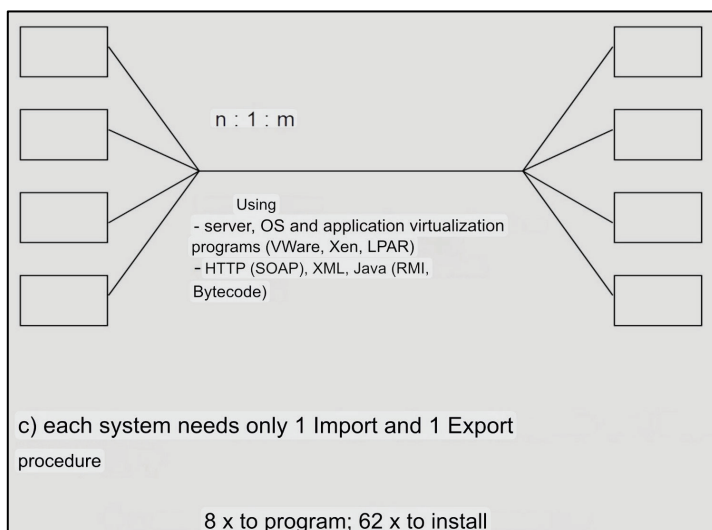 n : 1 : m
Using
- server, OS and application virtualization
programs (VWare, Xen, LPAR)
- HTTP (SOAP), XML, Java (RMI,
Bytecode)
c) each system needs only 1 Import and 1 Export
procedure
8 x to program; 62 x to install